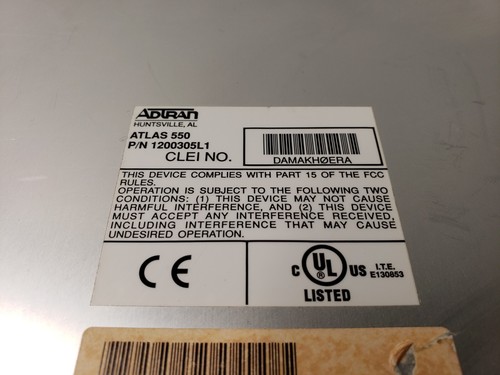 ADTRAN
HUNTSVILLE, AL
ATLAS 550
P/N 1200305L1
CLEI NO.
DAMAKHØERA
THIS DEVICE COMPLIES WITH PART 15 OF THE FCC
RULES.
OPERATION IS SUBJECT TO THE FOLLOWING TWO
CONDITIONS: (1) THIS DEVICE MAY NOT CAUSE
HARMFUL INTERFERENCE, AND (2) THIS DEVICE
MUST ACCEPT ANY INTERFERENCE RECEIVED,
INCLUDING INTERFERENCE THAT MAY CAUSE
UNDESIRED OPERATION.
CE
C UL US
LISTED
I.T.E.
E130853